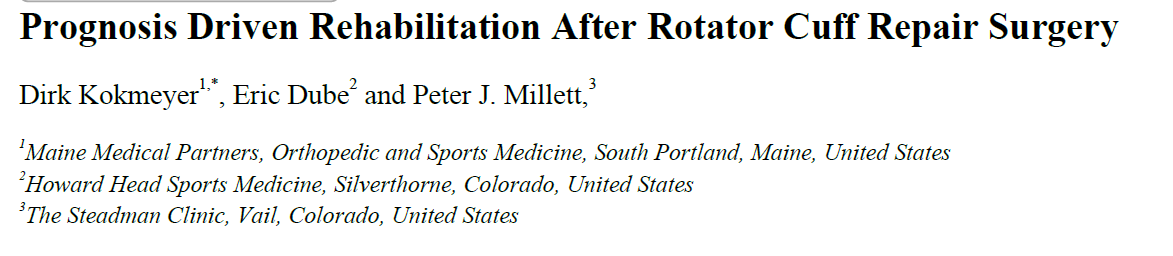 Prognosis Driven Rehabilitation After Rotator Cuff Repair Surgery
Dirk Kokmeyer1,*, Eric Dube2 and Peter J. Millett,3
1Maine Medical Partners, Orthopedic and Sports Medicine, South Portland, Maine, United States
2Howard Head Sports Medicine, Silverthorne, Colorado, United States
3The Steadman Clinic, Vail, Colorado, United States